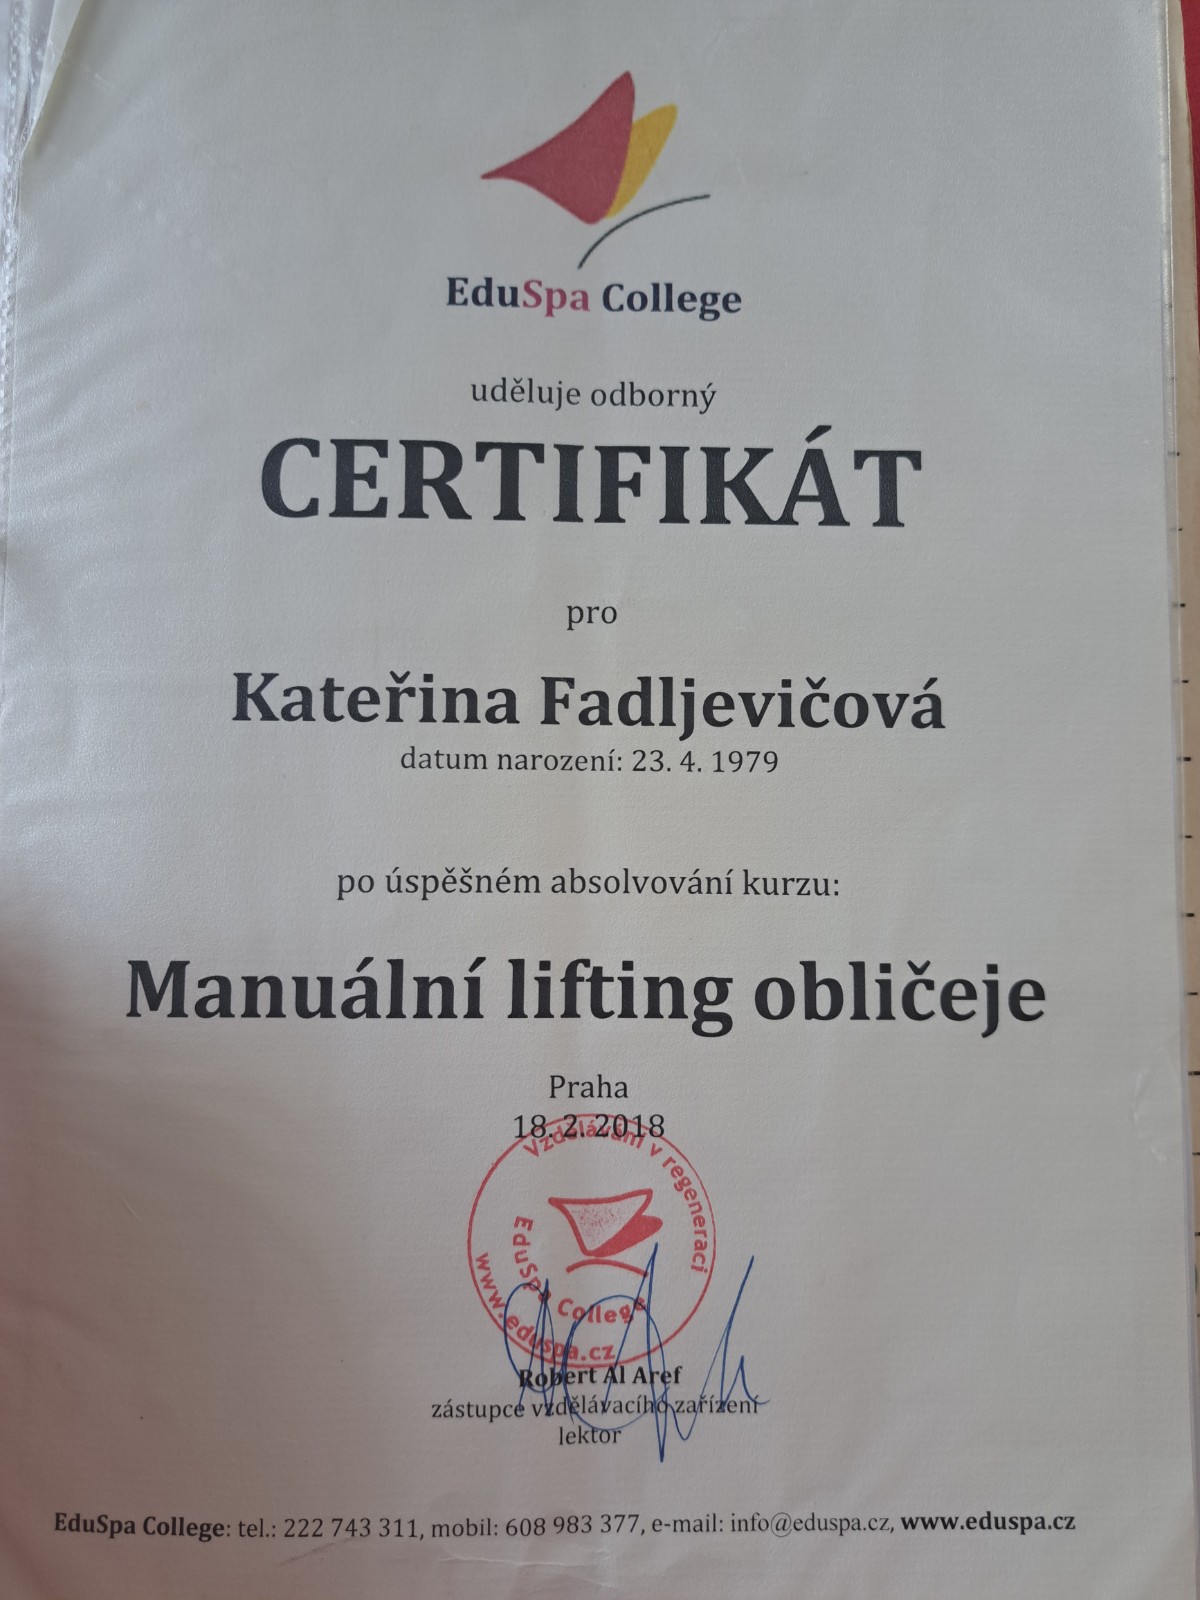 EduSpa College
uděluje odborný
CERTIFIKÁT
pro
Kateřina Fadljevičová
datum narození: 23. 4. 1979
po úspěšném absolvování kurzu:
Manuální lifting obličeje
Praha
18. 2. 2018
Vzdělávání v regeneraci
EduSpa College
www.eduspa.cz
Robert Al Aref
zástupce vzdělávacího zařízení
lektor
EduSpa College: tel.: 222 743 311, mobil: 608 983 377, e-mail: info@eduspa.cz, www.eduspa.cz